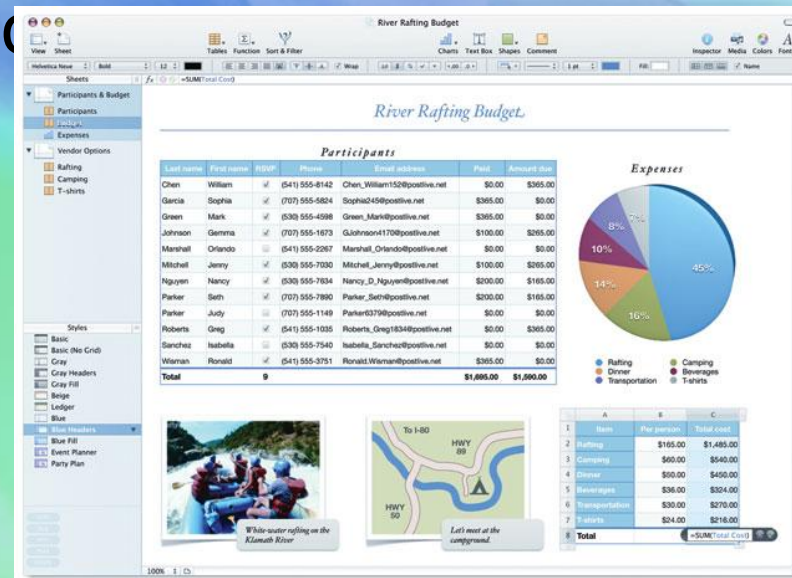 River Rafting Budget
View Sheet Tables Function Sort & Filter Charts Text Box Shapes Comment Inspector Media Colors Font
Helvetica Neue Bold 12 Wrap 1 pt Fill: Name
Sheets =SUM(Total Cost)
Participants & Budget
Participants
Budget
Expenses
Vendor Options
Rafting
Camping
T-shirts
Styles
Basic
Basic (No Grid)
Gray
Gray Headers
Gray Fill
Beige
Ledger
Blue
Blue Headers
Blue Fill
Event Planner
Party Plan
River Rafting Budget
Participants
Last name First name RSVP Phone Email address Paid Amount due
Chen William (541) 555-8142 Chen_William152@postlive.net $0.00 $365.00
Garcia Sophia (707) 555-5824 Sophia245@postlive.net $365.00 $0.00
Green Mark (530) 555-4598 Green_Mark@postlive.net $365.00 $0.00
Johnson Gemma (707) 555-1673 GJohnson4170@postlive.net $100.00 $265.00
Marshall Orlando (541) 555-2267 Marshall_Orlando@postlive.net $0.00 $0.00
Mitchell Jenny (530) 555-7030 Mitchell_Jenny@postlive.net $100.00 $265.00
Nguyen Nancy (530) 555-7634 Nancy_D_Nguyen@postlive.net $200.00 $165.00
Parker Seth (707) 555-7890 Parker_Seth@postlive.net $200.00 $165.00
Parker Judy (707) 555-1149 Parker6379@postlive.net $0.00 $0.00
Roberts Greg (541) 555-1035 Roberts_Greg1834@postlive.net $0.00 $365.00
Sanchez Isabella (530) 555-7540 Isabella_Sanchez@postlive.net $0.00 $0.00
Wisman Ronald (541) 555-3751 Ronald.Wisman@postlive.net $365.00 $0.00
Total 9 $1,695.00 $1,590.00
Expenses
7%
8%
10%
14%
16%
45%
Rafting Camping
Dinner Beverages
Transportation T-shirts
White-water rafting on the
Klamath River
To I-80
HWY
89
HWY
50
Let's meet at the
campground.
A B C
1 Item Per person Total cost
2 Rafting $165.00 $1,485.00
3 Camping $60.00 $540.00
4 Dinner $50.00 $450.00
5 Beverages $36.00 $324.00
6 Transportation $30.00 $270.00
7 T-shirts $24.00 $216.00
8 Total =SUM(Total Cost)
100%